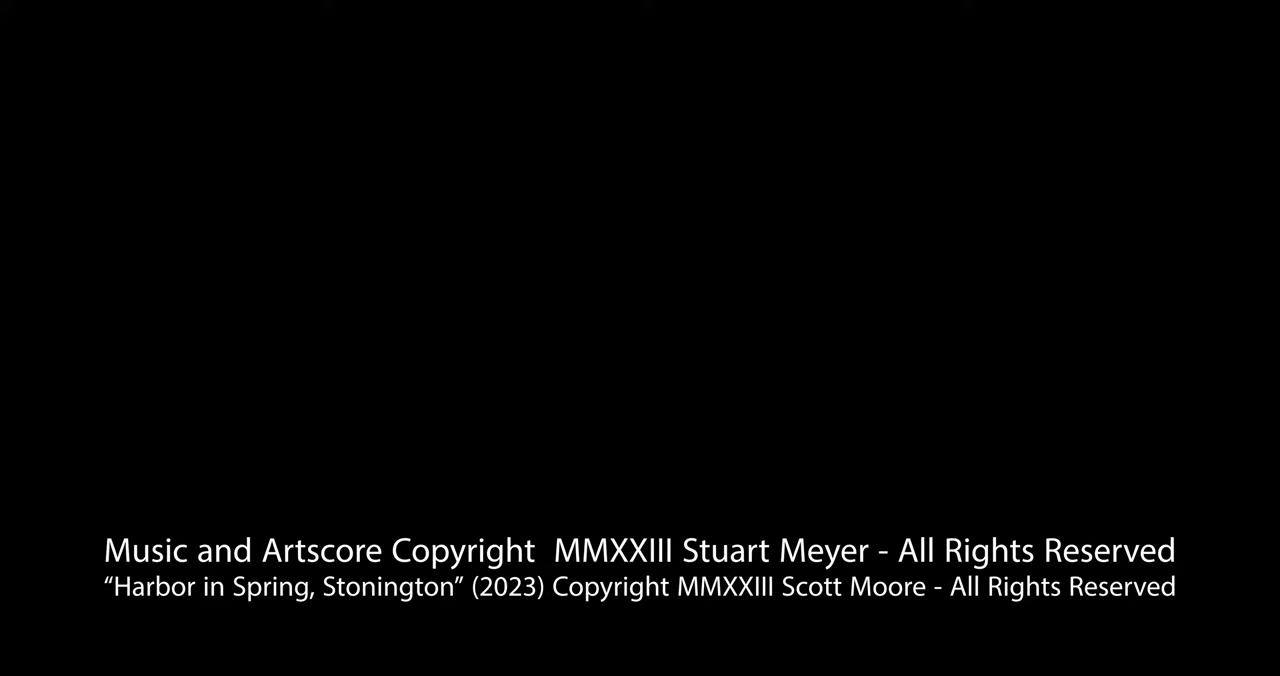 Music and Artscore Copyright  MMXXIII Stuart Meyer - All Rights Reserved
“Harbor in Spring, Stonington” (2023) Copyright MMXXIII Scott Moore - All Rights Reserved